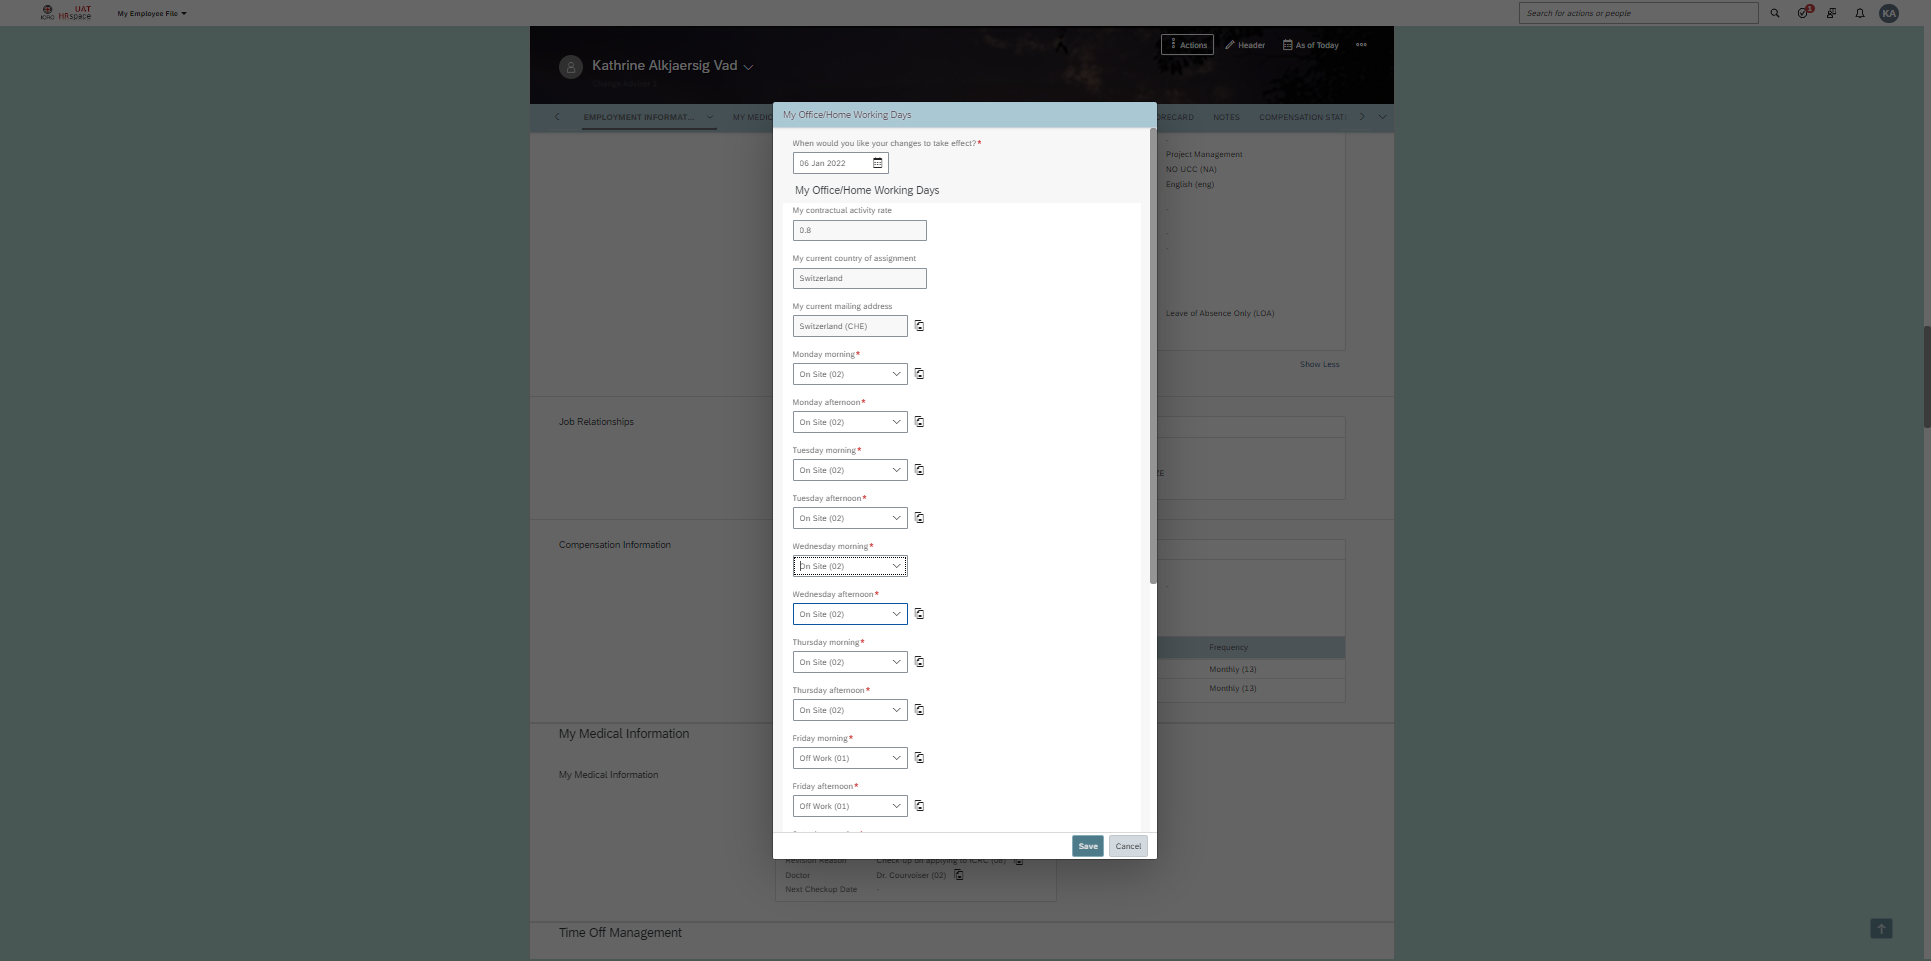 ICRC UAT
HRspace
My Employee File
Search for actions or people
1
KA
Actions
Header
As of Today
Kathrine Alkjaersig Vad
EMPLOYMENT INFORMAT...
MY MEDIC
ORECARD
NOTES
COMPENSATION STAT
My Office/Home Working Days
When would you like your changes to take effect?*
06 Jan 2022
My Office/Home Working Days
My contractual activity rate
0.8
My current country of assignment
Switzerland
My current mailing address
Switzerland (CHE)
Monday morning*
On Site (02)
Monday afternoon*
On Site (02)
Tuesday morning*
On Site (02)
Tuesday afternoon*
On Site (02)
Wednesday morning*
On Site (02)
Wednesday afternoon*
On Site (02)
Thursday morning*
On Site (02)
Thursday afternoon*
On Site (02)
Friday morning*
Off Work (01)
Friday afternoon*
Off Work (01)
Save
Cancel
Project Management
NO UCC (NA)
English (eng)
Leave of Absence Only (LOA)
Show Less
Job Relationships
Compensation Information
Frequency
Monthly (13)
Monthly (13)
My Medical Information
My Medical Information
Revision Reason
Check up on applying to ICRC (08)
Doctor
Dr. Courvoiser (02)
Next Checkup Date
-
Time Off Management